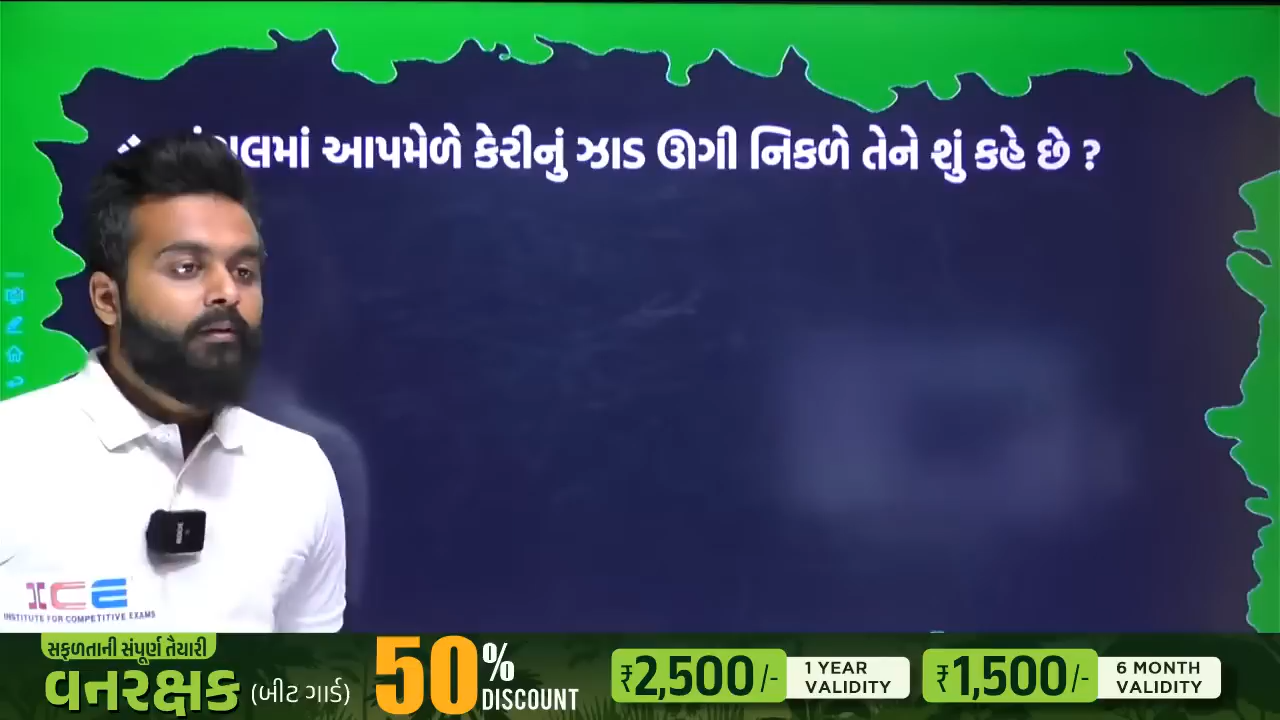 આપમેળે કેરીનું ઝાડ ઊગી નિકળે તેને શું કહે છે ?
ICE
INSTITUTE FOR COMPETITIVE EXAMS
સફળતાની સંપૂર્ણ તૈયારી
વનરક્ષક (બીટ ગાર્ડ)
50% DISCOUNT
₹2,500/- 1 YEAR VALIDITY
₹1,500/- 6 MONTH VALIDITY